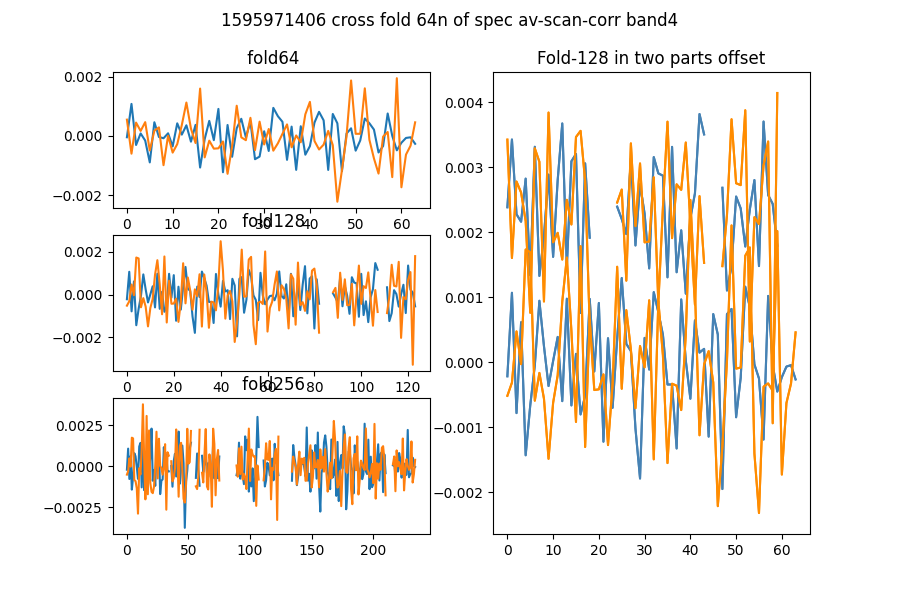 1595971406 cross fold 64n of spec av-scan-corr band4
fold64
0.002
0.000
−0.002
0 10 20 30 40 50 60
fold128
0.002
0.000
−0.002
0 20 40 60 80 100 120
fold256
0.0025
0.0000
−0.0025
0 50 100 150 200
Fold-128 in two parts offset
0.004
0.003
0.002
0.001
0.000
−0.001
−0.002
0 10 20 30 40 50 60